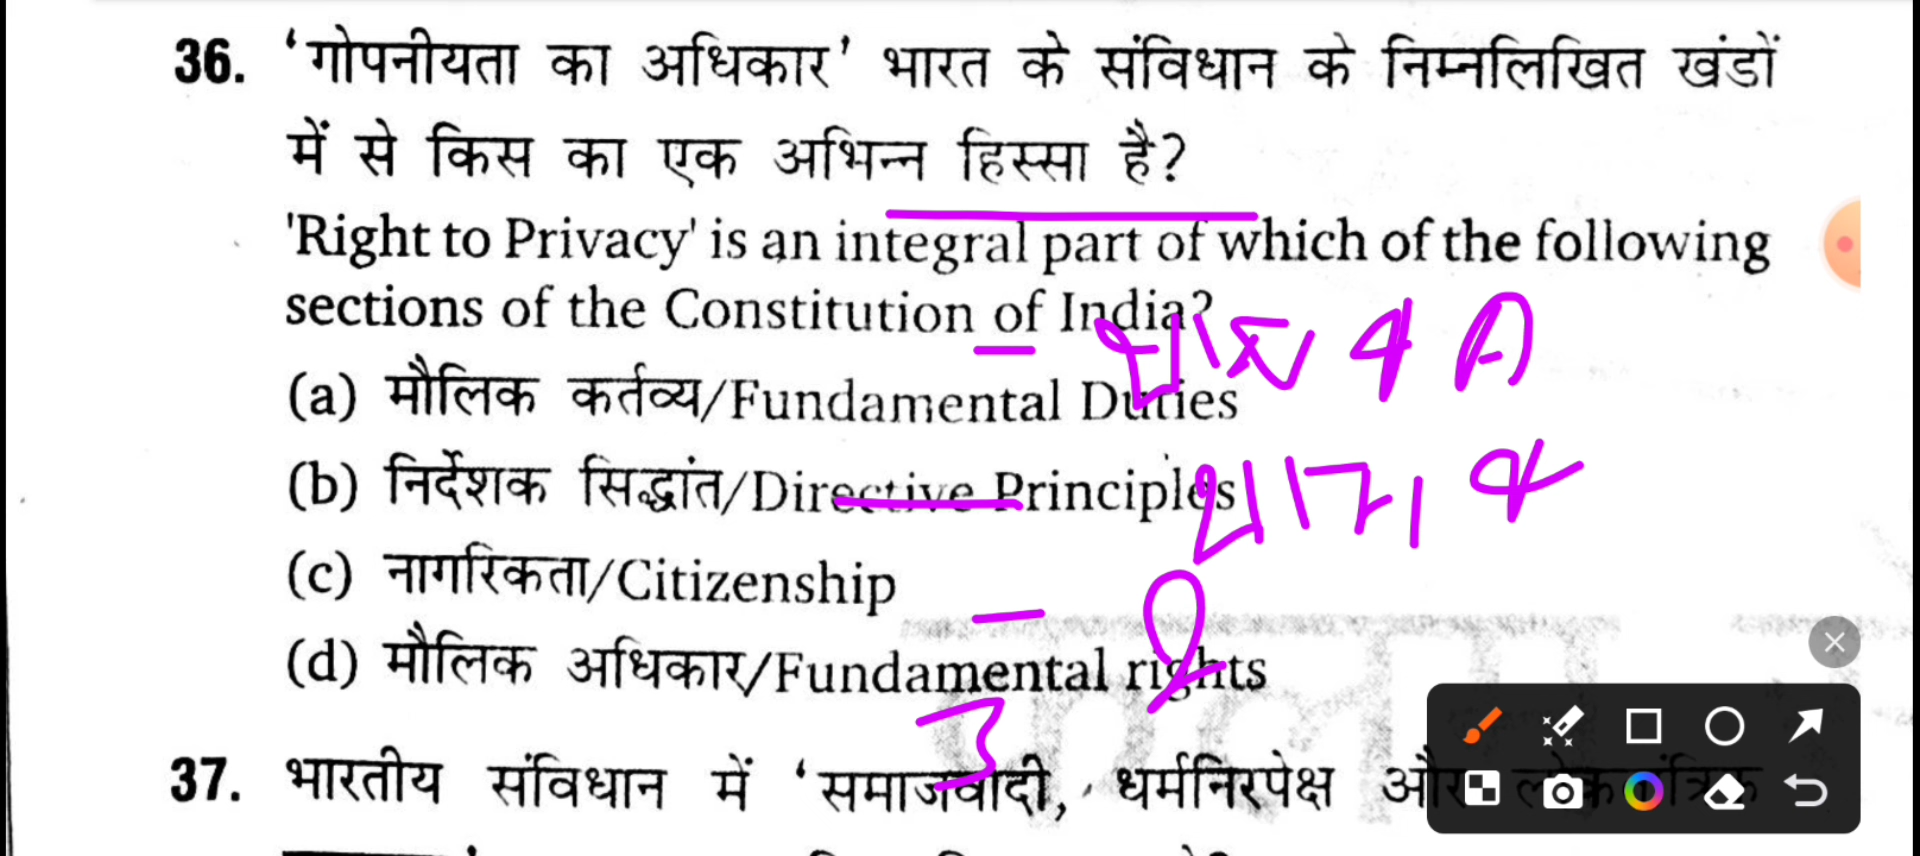 36. 'गोपनीयता का अधिकार' भारत के संविधान के निम्नलिखित खंडों
में से किस का एक अभिन्न हिस्सा है?
'Right to Privacy' is an integral part of which of the following
sections of the Constitution of India?
(a) मौलिक कर्तव्य/Fundamental Duties
(b) निर्देशक सिद्धांत/Directive Principles
(c) नागरिकता/Citizenship
(d) मौलिक अधिकार/Fundamental rights
37. भारतीय संविधान में 'समाजवादी, धर्मनिरपेक्ष और लोकतांत्रिक